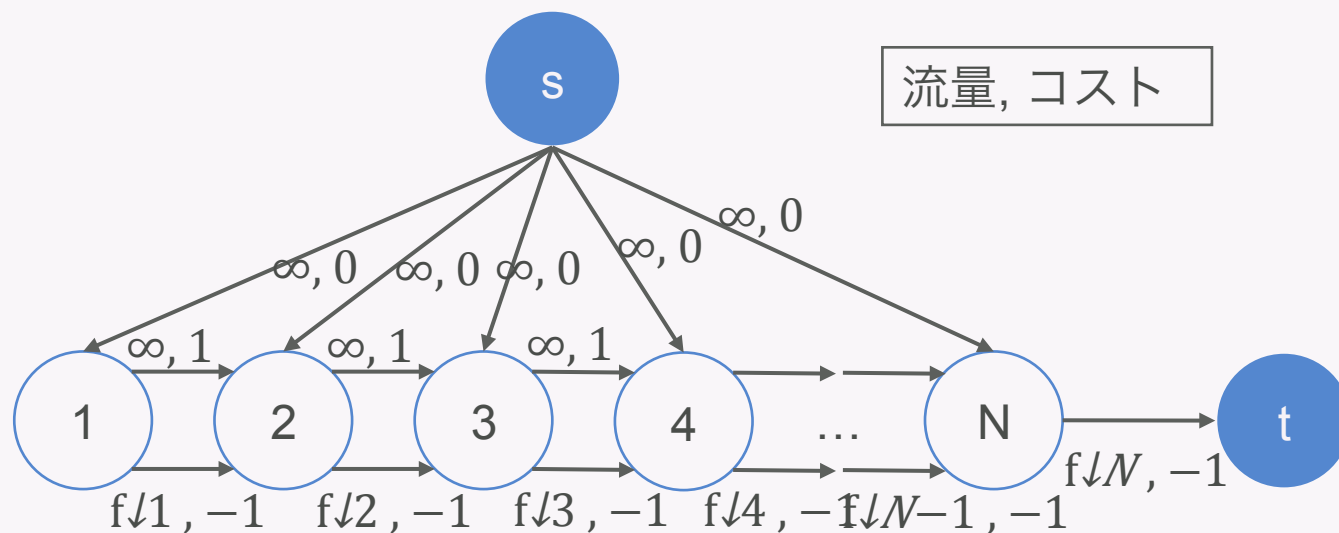 s
流量, コスト
∞, 0
∞, 0
∞, 0
∞, 0
∞, 0
∞, 1
∞, 1
∞, 1
1
2
3
4
...
N
t
f↓1 , −1
f↓2 , −1
f↓3 , −1
f↓4 , −1
f↓N−1 , −1
f↓N , −1